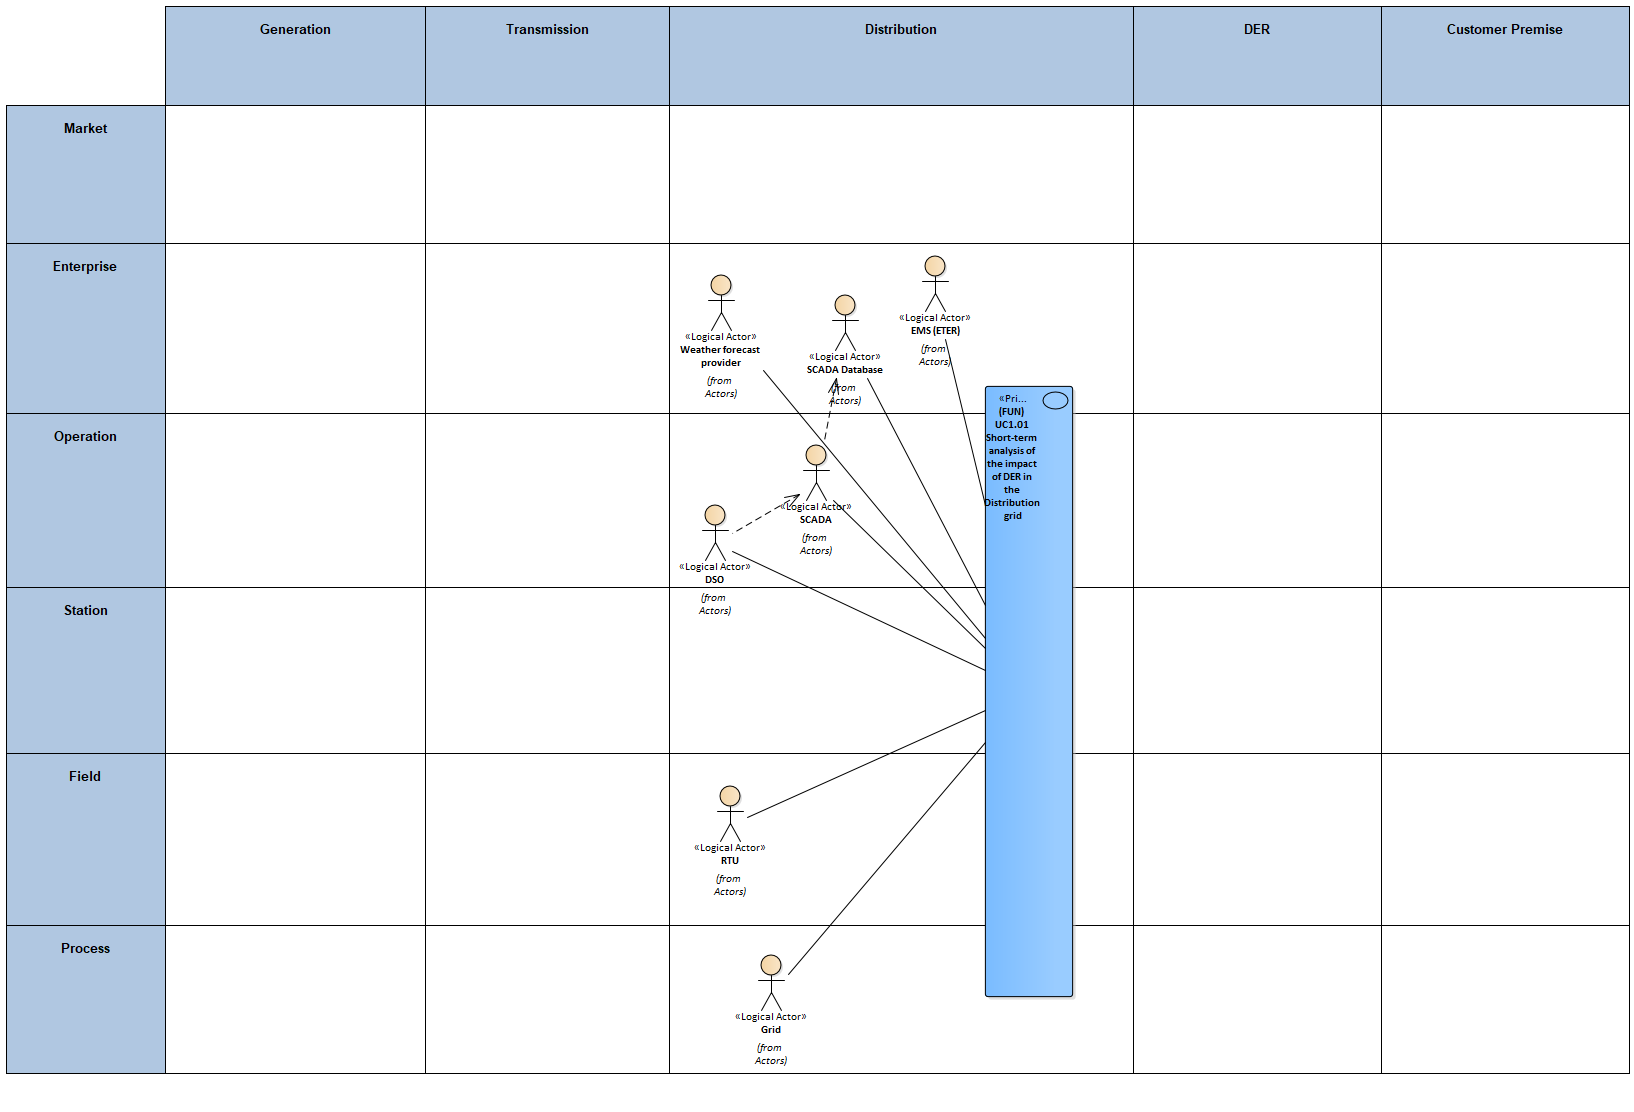 Generation
Transmission
Distribution
DER
Customer Premise
Market
Enterprise
«Logical Actor»
Weather forecast
provider
(from
Actors)
«Logical Actor»
SCADA Database
(from
Actors)
«Logical Actor»
EMS (ETER)
(from
Actors)
«Pri...
(FUN)
UC1.01
Short-term
analysis of
the impact
of DER in
the
Distribution
grid
Operation
«Logical Actor»
SCADA
(from
Actors)
«Logical Actor»
DSO
(from
Actors)
Station
Field
«Logical Actor»
RTU
(from
Actors)
Process
«Logical Actor»
Grid
(from
Actors)